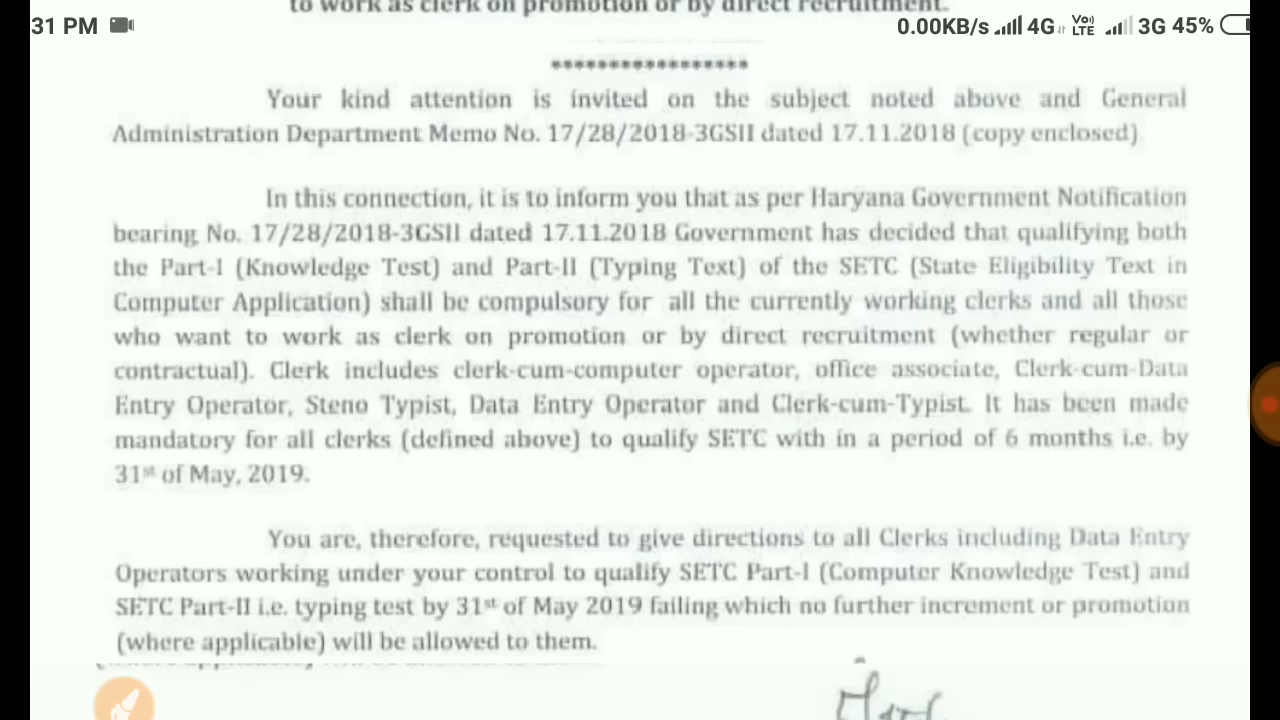 to work as clerk on promotion or by direct recruitment.
31 PM 0.00KB/s 4G VoLTE 3G 45%
*****************
Your kind attention is invited on the subject noted above and General
Administration Department Memo No. 17/28/2018-3GSII dated 17.11.2018 (copy enclosed).
In this connection, it is to inform you that as per Haryana Government Notification
bearing No. 17/28/2018-3GSII dated 17.11.2018 Government has decided that qualifying both
the Part-I (Knowledge Test) and Part-II (Typing Text) of the SETC (State Eligibility Text in
Computer Application) shall be compulsory for all the currently working clerks and all those
who want to work as clerk on promotion or by direct recruitment (whether regular or
contractual). Clerk includes clerk-cum-computer operator, office associate, Clerk-cum-Data
Entry Operator, Steno Typist, Data Entry Operator and Clerk-cum-Typist. It has been made
mandatory for all clerks (defined above) to qualify SETC with in a period of 6 months i.e. by
31st of May, 2019.
You are, therefore, requested to give directions to all Clerks including Data Entry
Operators working under your control to qualify SETC Part-I (Computer Knowledge Test) and
SETC Part-II i.e. typing test by 31st of May 2019 failing which no further increment or promotion
(where applicable) will be allowed to them.